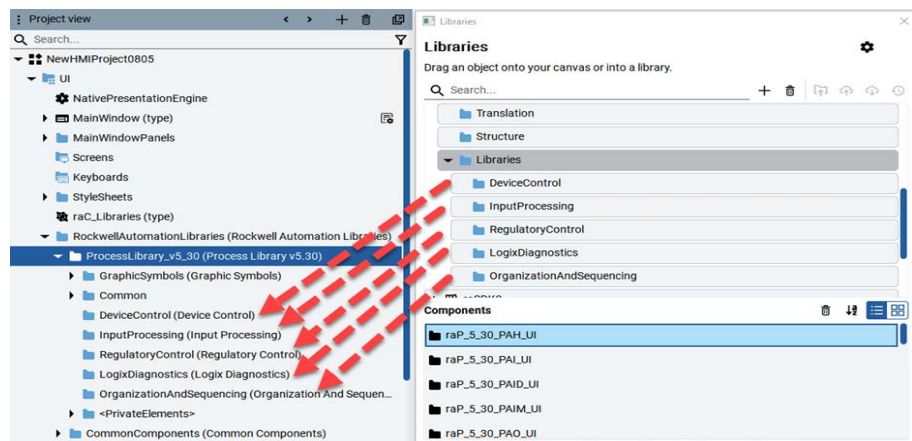 Project view
Search...
NewHMIProject0805
UI
NativePresentationEngine
MainWindow (type)
MainWindowPanels
Screens
Keyboards
StyleSheets
raC_Libraries (type)
RockwellAutomationLibraries (Rockwell Automation Libraries)
ProcessLibrary_v5_30 (Process Library v5.30)
GraphicSymbols (Graphic Symbols)
Common
DeviceControl (Device Control)
InputProcessing (Input Processing)
RegulatoryControl (Regulatory Control)
LogixDiagnostics (Logix Diagnostics)
OrganizationAndSequencing (Organization And Sequen...
<PrivateElements>
CommonComponents (Common Components)
Libraries
Libraries
Drag an object onto your canvas or into a library.
Search...
Translation
Structure
Libraries
DeviceControl
InputProcessing
RegulatoryControl
LogixDiagnostics
OrganizationAndSequencing
Components
raP_5_30_PAH_UI
raP_5_30_PAI_UI
raP_5_30_PAID_UI
raP_5_30_PAIM_UI
raP_5_30_PAO_UI